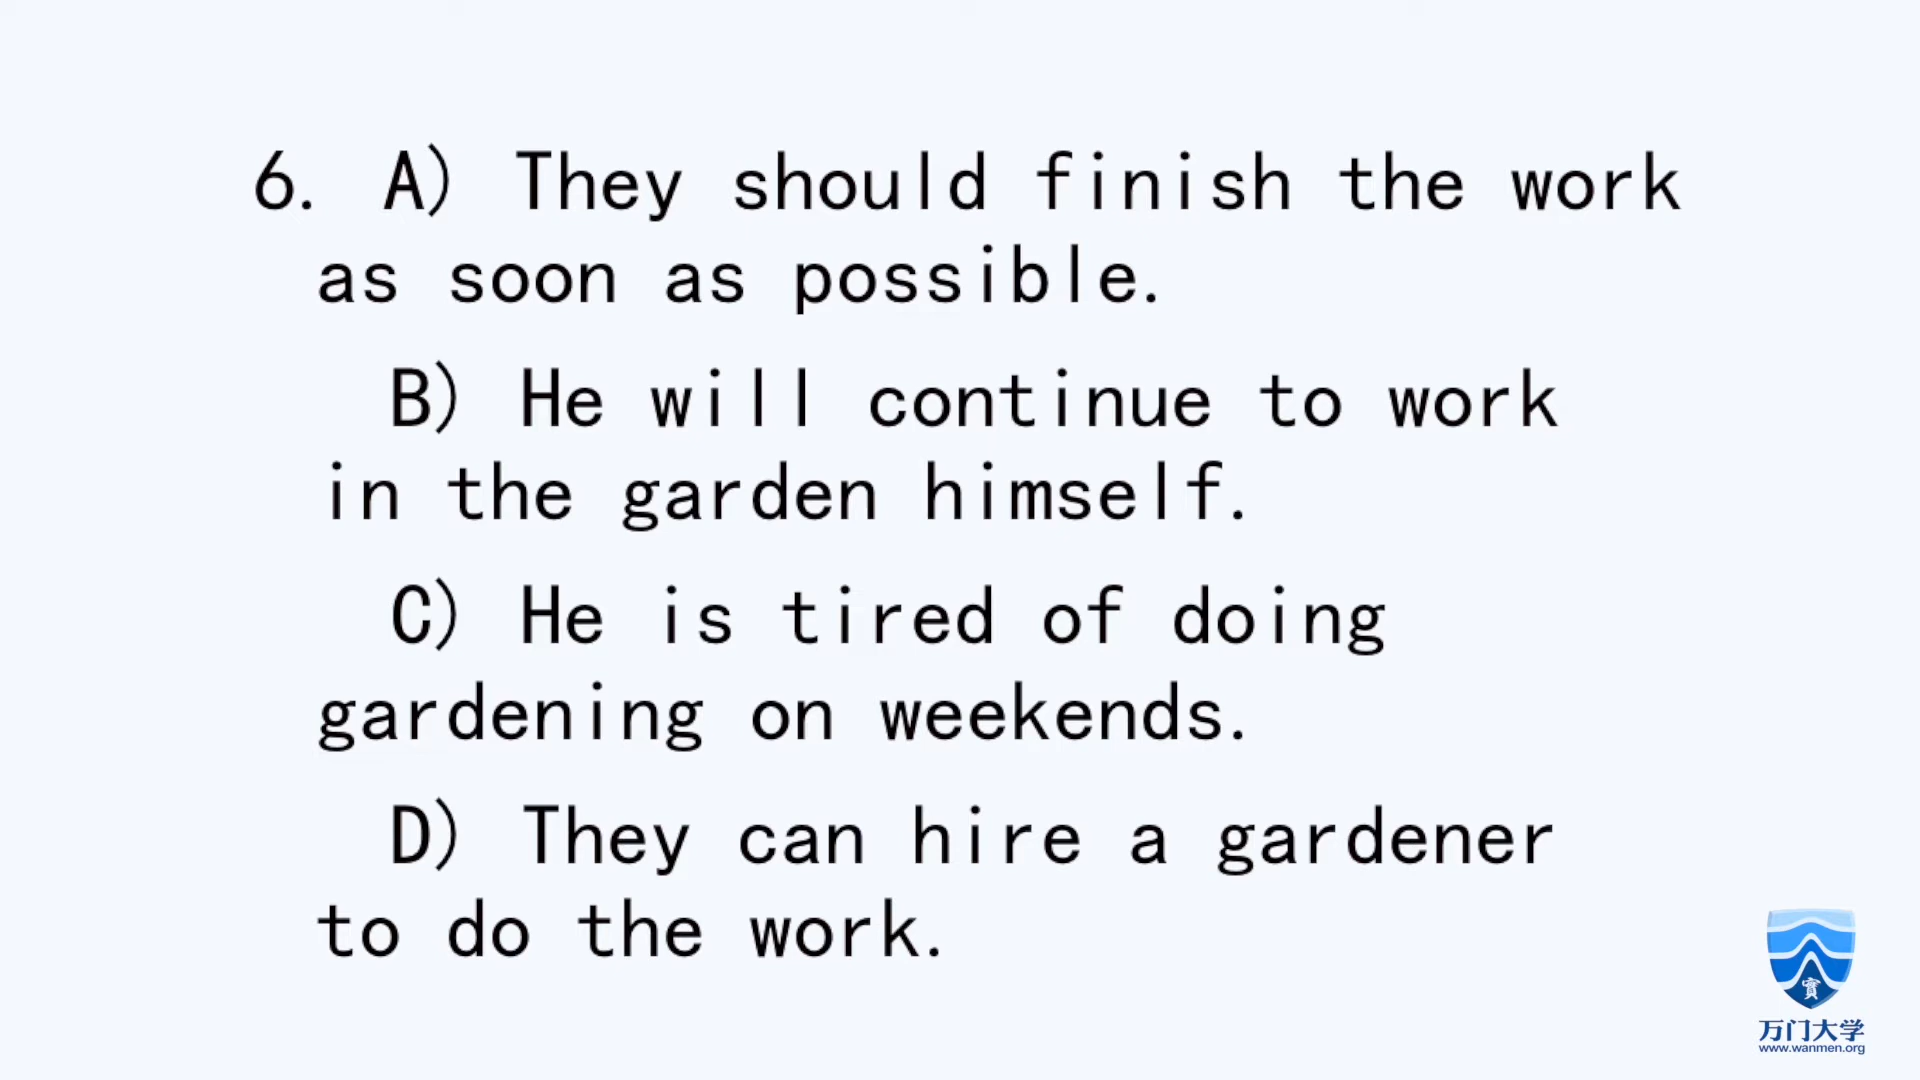 6. A) They should finish the work
as soon as possible.
B) He will continue to work
in the garden himself.
C) He is tired of doing
gardening on weekends.
D) They can hire a gardener
to do the work.
實
万门大学
www.wanmen.org